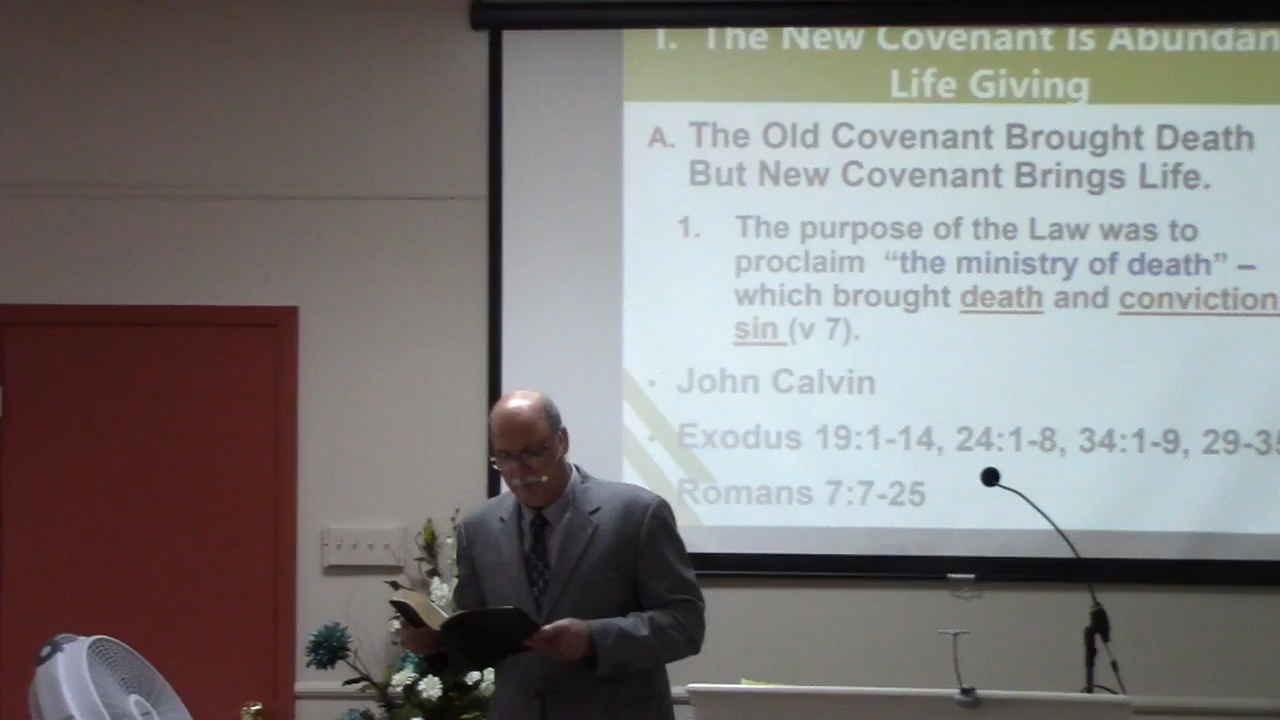 I. The New Covenant Is Abundan
Life Giving
A. The Old Covenant Brought Death
But New Covenant Brings Life.
1. The purpose of the Law was to
proclaim “the ministry of death” –
which brought death and conviction
sin (v 7).
· John Calvin
· Exodus 19:1-14, 24:1-8, 34:1-9, 29-35
· Romans 7:7-25